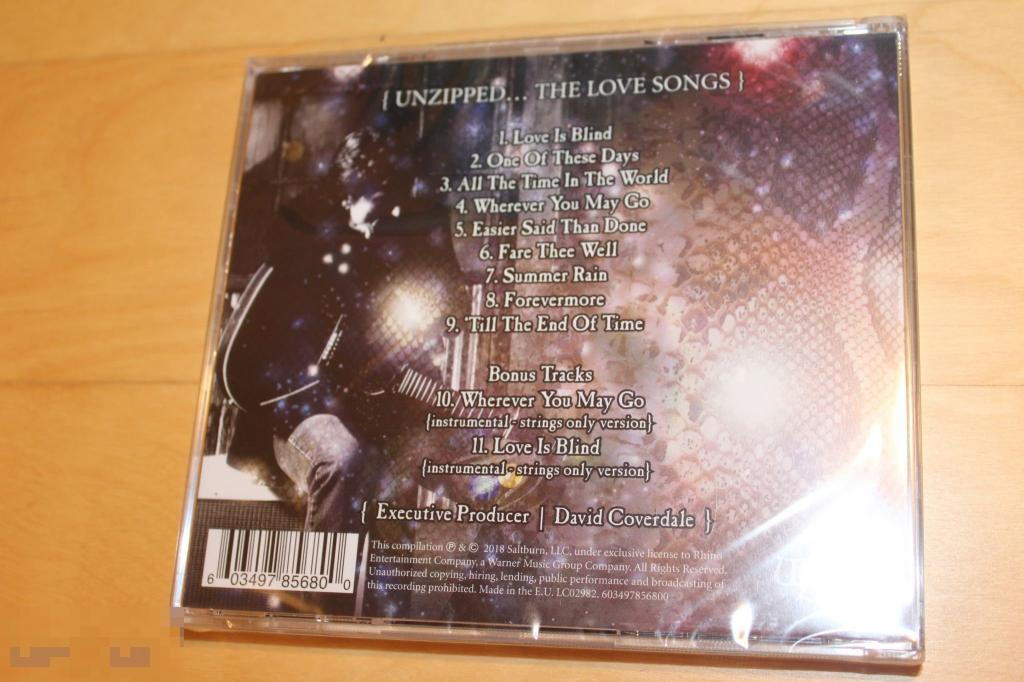 { UNZIPPED... THE LOVE SONGS }
1. Love Is Blind
2. One Of These Days
3. All The Time In The World
4. Wherever You May Go
5. Easier Said Than Done
6. Fare Thee Well
7. Summer Rain
8. Forevermore
9. 'Till The End Of Time
Bonus Tracks
10. Wherever You May Go
{instrumental - strings only version}
11. Love Is Blind
{instrumental - strings only version}
{ Executive Producer | David Coverdale }
This compilation ℗ & © 2018 Saltburn, LLC, under exclusive license to Rhino
Entertainment Company, a Warner Music Group Company. All Rights Reserved.
Unauthorized copying, hiring, lending, public performance and broadcasting of
this recording prohibited. Made in the E.U. LC02982. 603497856800
6 03497 85680 0